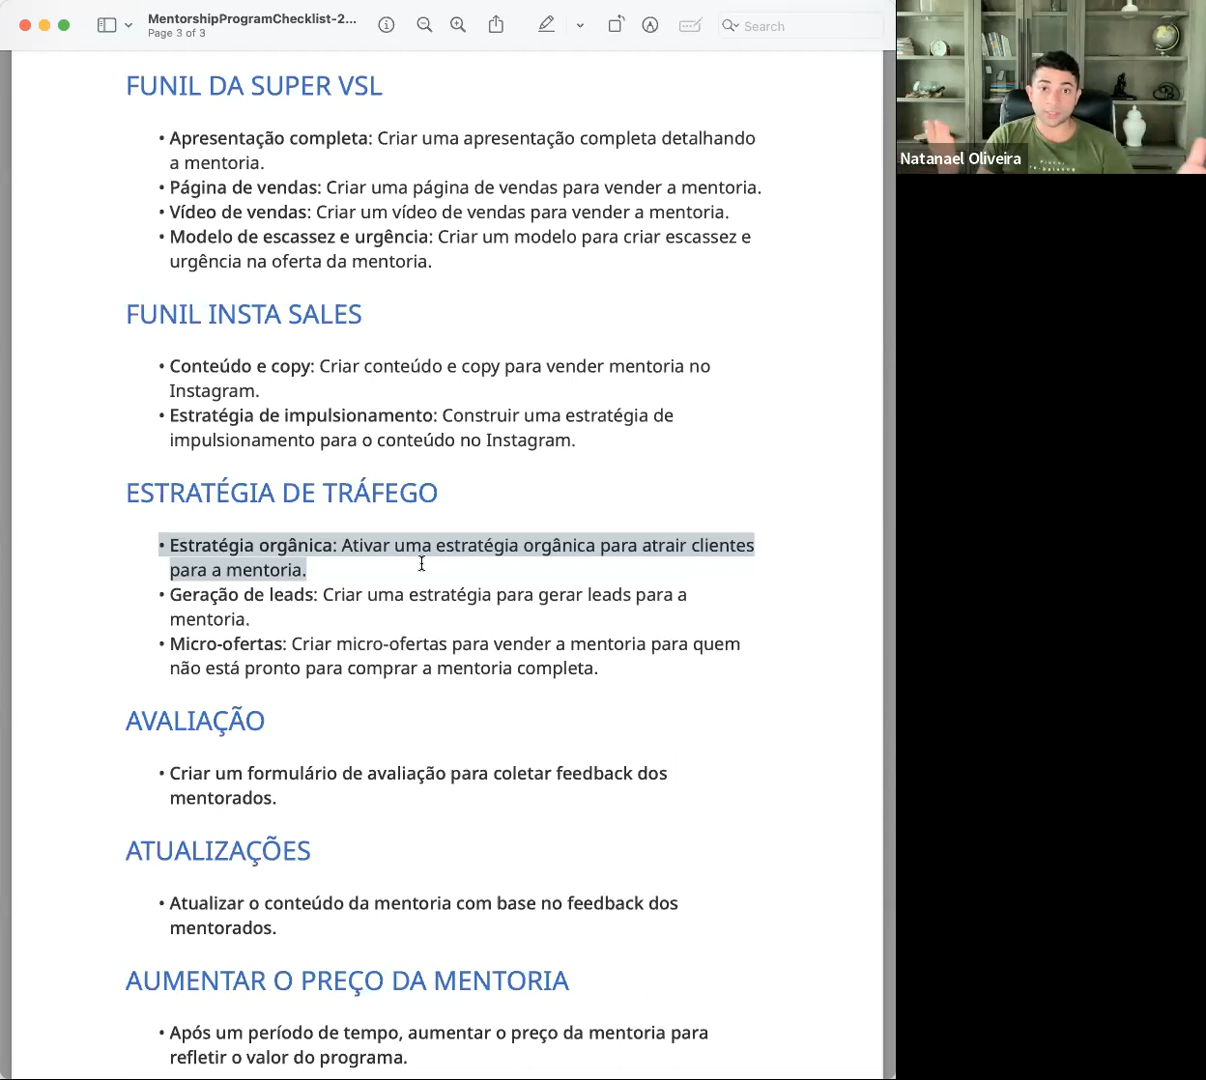 MentorshipProgramChecklist-2...
Page 3 of 3
Search
FUNIL DA SUPER VSL
• Apresentação completa: Criar uma apresentação completa detalhando
a mentoria.
• Página de vendas: Criar uma página de vendas para vender a mentoria.
• Vídeo de vendas: Criar um vídeo de vendas para vender a mentoria.
• Modelo de escassez e urgência: Criar um modelo para criar escassez e
urgência na oferta da mentoria.
FUNIL INSTA SALES
• Conteúdo e copy: Criar conteúdo e copy para vender mentoria no
Instagram.
• Estratégia de impulsionamento: Construir uma estratégia de
impulsionamento para o conteúdo no Instagram.
ESTRATÉGIA DE TRÁFEGO
• Estratégia orgânica: Ativar uma estratégia orgânica para atrair clientes
para a mentoria.
• Geração de leads: Criar uma estratégia para gerar leads para a
mentoria.
• Micro-ofertas: Criar micro-ofertas para vender a mentoria para quem
não está pronto para comprar a mentoria completa.
AVALIAÇÃO
• Criar um formulário de avaliação para coletar feedback dos
mentorados.
ATUALIZAÇÕES
• Atualizar o conteúdo da mentoria com base no feedback dos
mentorados.
AUMENTAR O PREÇO DA MENTORIA
• Após um período de tempo, aumentar o preço da mentoria para
refletir o valor do programa.
Natanael Oliveira